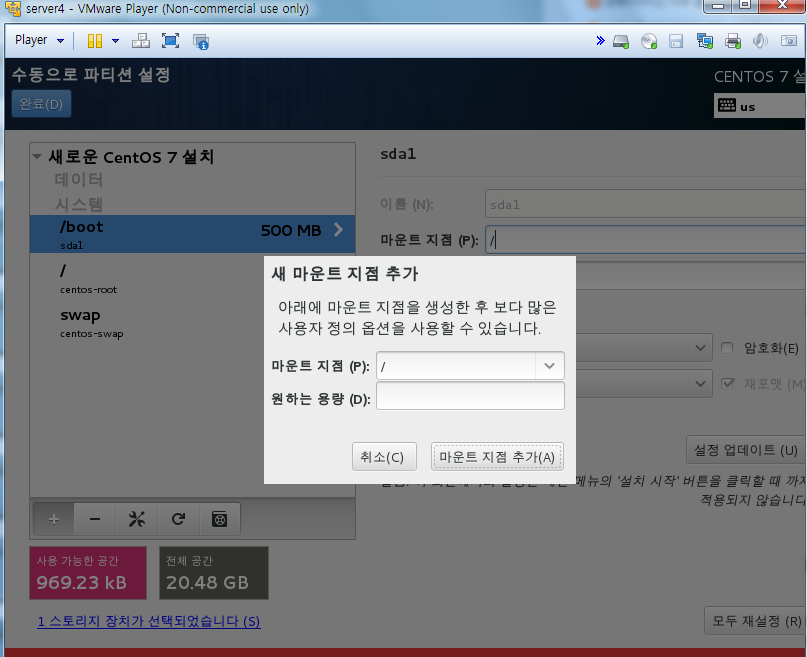 server4 - VMware Player (Non-commercial use only)
Player
수동으로 파티션 설정
CENTOS 7 설
완료(D)
us
새로운 CentOS 7 설치
데이터
시스템
/boot 500 MB
sda1
/
centos-root
swap
centos-swap
sda1
이름 (N): sda1
마운트 지점 (P): /
새 마운트 지점 추가
아래에 마운트 지점을 생성한 후 보다 많은
사용자 정의 옵션을 사용할 수 있습니다.
마운트 지점 (P): /
원하는 용량 (D):
취소(C) 마운트 지점 추가(A)
암호화(E)
재포맷 (M)
설정 업데이트 (U)
메뉴의 '설치 시작' 버튼을 클릭할 때 까
적용되지 않습니다
사용 가능한 공간
969.23 kB
전체 공간
20.48 GB
1 스토리지 장치가 선택되었습니다 (S)
모두 재설정 (R)